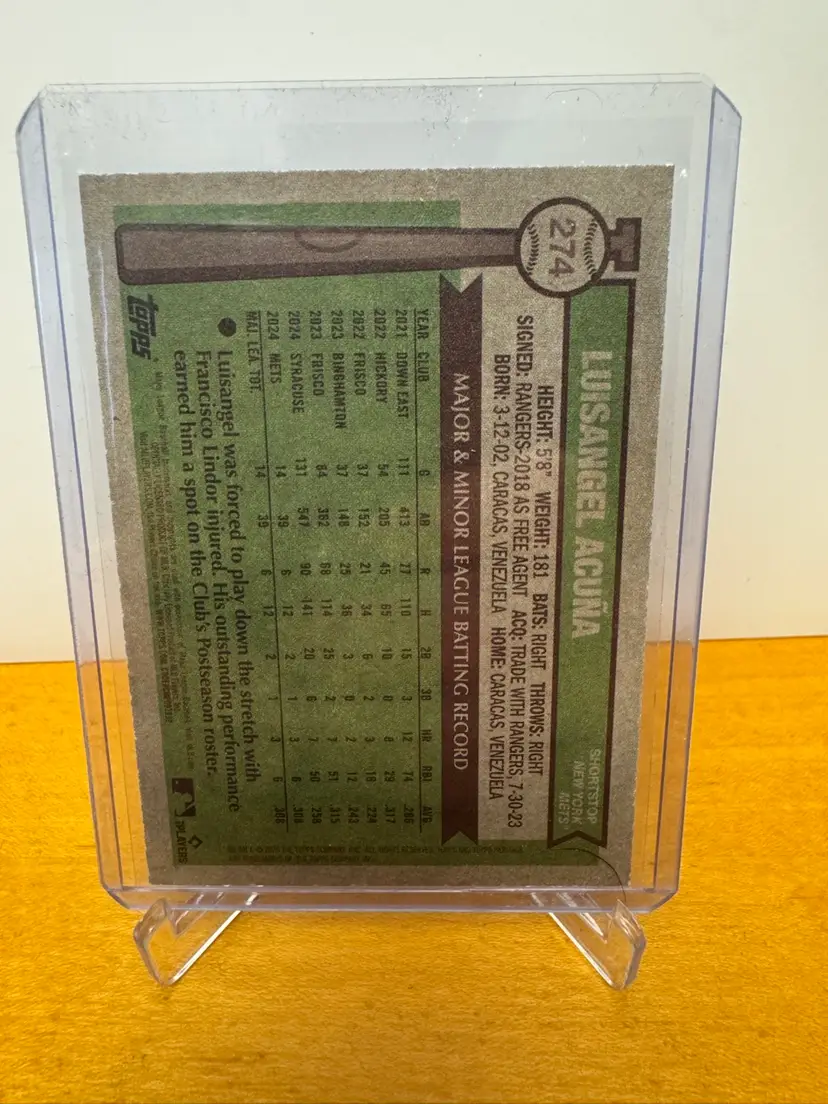 274
LUISANGEL ACUÑA
SHORTSTOP
NEW YORK
METS
HEIGHT: 5'8" WEIGHT: 181 BATS: RIGHT THROWS: RIGHT
SIGNED: RANGERS-2018 AS FREE AGENT ACQ: TRADE WITH RANGERS, 7-30-23
BORN: 3-12-02, CARACAS, VENEZUELA HOME: CARACAS, VENEZUELA
MAJOR & MINOR LEAGUE BATTING RECORD
YEAR CLUB G AB R H 2B 3B HR RBI AVG.
2021 DOWN EAST 111 413 77 110 15 3 12 74 .266
2022 HICKORY 54 205 45 65 10 0 8 29 .317
2022 FRISCO 37 152 21 34 6 2 3 18 .224
2023 BINGHAMTON 37 148 25 36 3 0 2 12 .243
2023 FRISCO 84 362 68 114 25 2 7 51 .315
2024 SYRACUSE 131 547 90 141 20 6 7 50 .258
2024 METS 14 39 6 12 2 1 3 6 .308
MAJ. LEA. TOT. 14 39 6 12 2 1 3 6 .308
Luisangel was forced to play down the stretch with
Francisco Lindor injured. His outstanding performance
earned him a spot on the Club's Postseason roster.
topps
PLAYERS